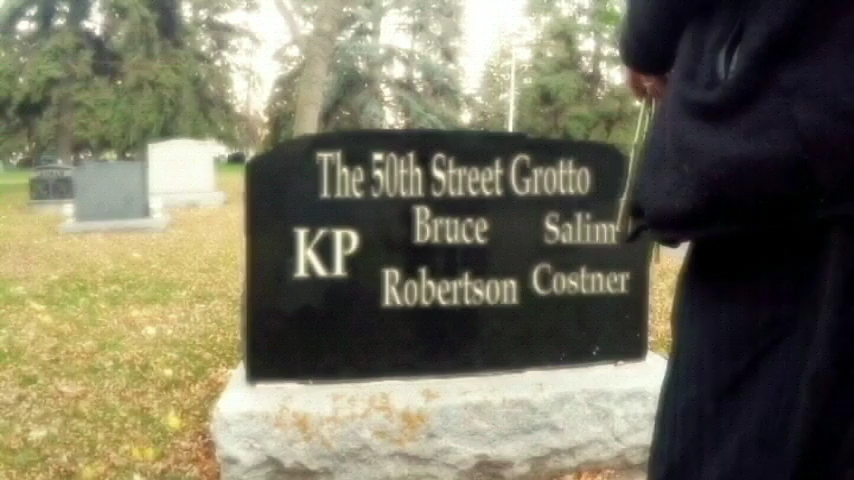 The 50th Street Grotto
KP
Bruce
Robertson
Salim
Costner